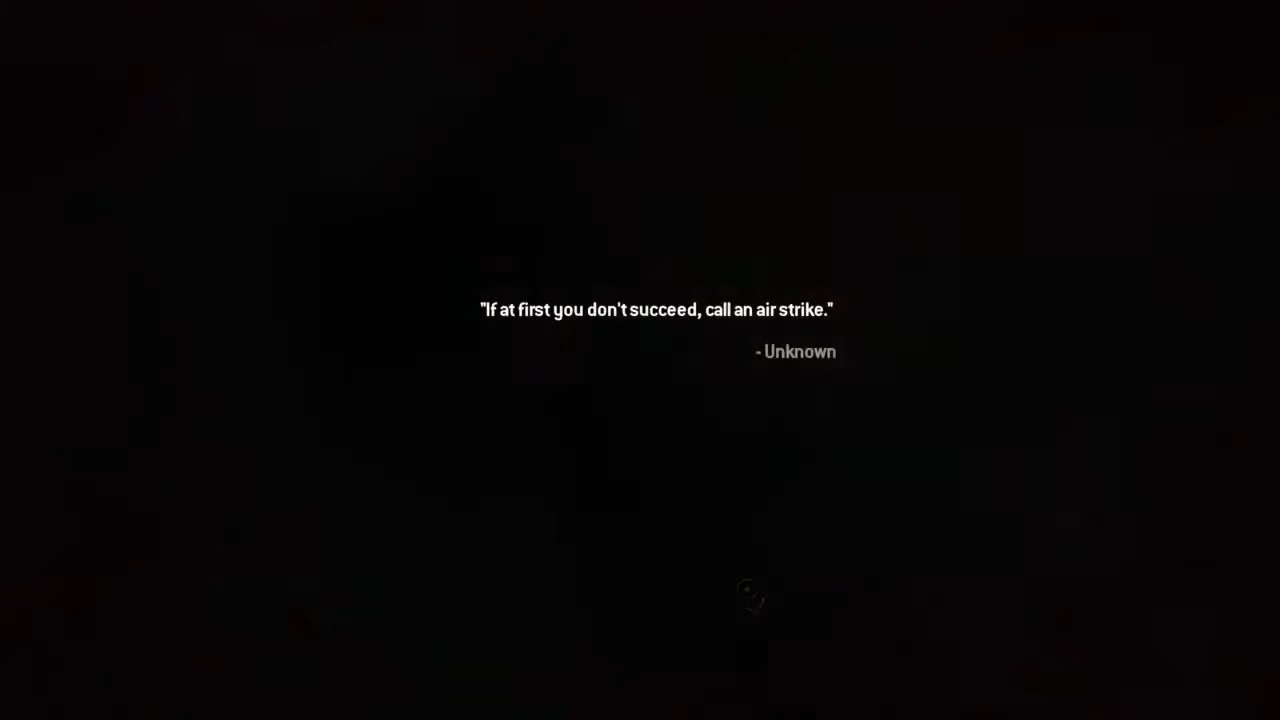 "If at first you don't succeed, call an air strike."
- Unknown